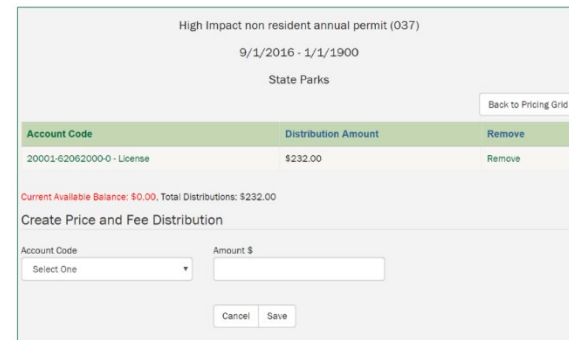 High Impact non resident annual permit (037)
9/1/2016 - 1/1/1900
State Parks
Back to Pricing Grid
Account Code Distribution Amount Remove
20001-62062000-0 - License $232.00 Remove
Current Available Balance: $0.00, Total Distributions: $232.00
Create Price and Fee Distribution
Account Code Amount $
Select One
Cancel Save